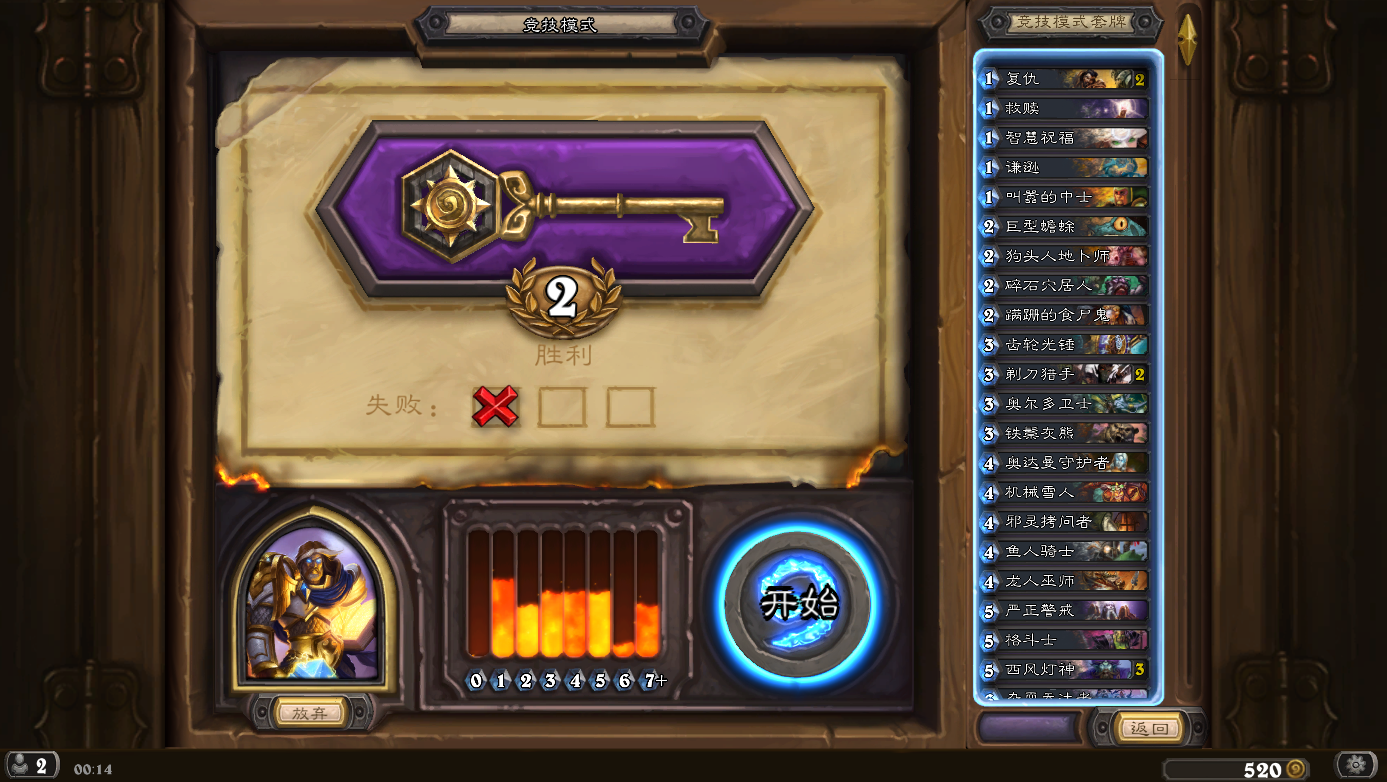 竞技模式
2
胜利
失败：
0 1 2 3 4 5 6 7+
开始
放弃
竞技模式套牌
1 复仇 2
1 救赎
1 智慧祝福
1 谦逊
1 叫嚣的中士
2 巨型蟾蜍
2 狗头人地卜师
2 碎石穴居人
2 蹒跚的食尸鬼
3 齿轮光锤
3 剃刀猎手 2
3 奥尔多卫士
3 铁鬃灰熊
4 奥达曼守护者
4 机械雪人
4 邪灵拷问者
4 鱼人骑士
4 龙人巫师
5 严正警戒
5 格斗士
5 西风灯神 3
返回
2
00:14
520